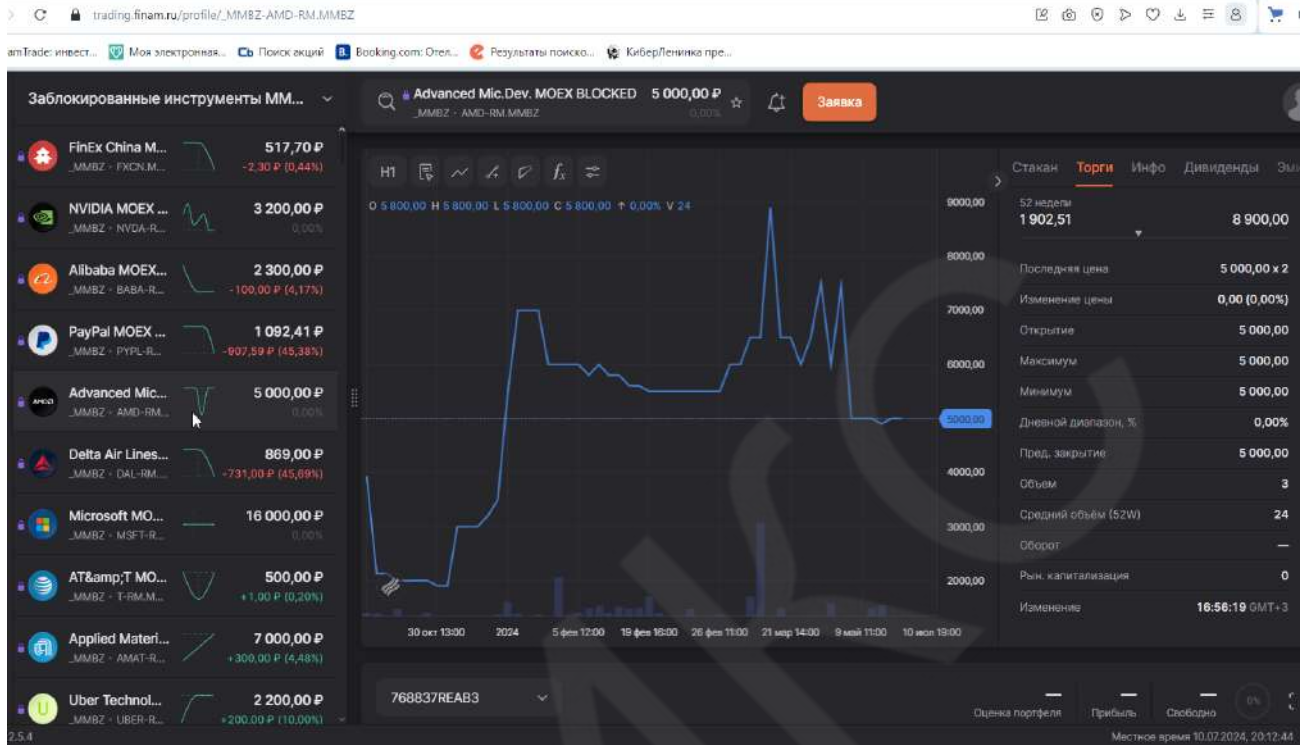 trading.finam.ru/profile/_MMBZ-AMD-RM.MMBZ
amTrade: инвест... Моя электронная... Сb Поиск акций B. Booking.com: Отел... Результаты поиско... КиберЛенинка пре...
Заблокированные инструменты ММ...
Advanced Mic.Dev. MOEX BLOCKED 5 000,00 ₽
_MMBZ • AMD-RM.MMBZ 0,00%
Заявка
FinEx China M... 517,70 ₽
_MMBZ • FXCN.M... -2,30 ₽ (0,44%)
NVIDIA MOEX ... 3 200,00 ₽
_MMBZ • NVDA-R... 0,00%
Alibaba MOEX... 2 300,00 ₽
_MMBZ • BABA-R... -100,00 ₽ (4,17%)
PayPal MOEX ... 1 092,41 ₽
_MMBZ • PYPL-R... -907,59 ₽ (45,38%)
Advanced Mic... 5 000,00 ₽
_MMBZ • AMD-RM... 0,00%
Delta Air Lines... 869,00 ₽
_MMBZ • DAL-RM.... -731,00 ₽ (45,69%)
Microsoft MO... 16 000,00 ₽
_MMBZ • MSFT-R... 0,00%
AT&amp;T MO... 500,00 ₽
_MMBZ • T-RM.M... +1,00 ₽ (0,20%)
Applied Materi... 7 000,00 ₽
_MMBZ • AMAT-R... +300,00 ₽ (4,48%)
Uber Technol... 2 200,00 ₽
_MMBZ • UBER-R... +200,00 ₽ (10,00%)
2.5.4
H1
O 5 800,00 H 5 800,00 L 5 800,00 C 5 800,00 ↑ 0,00% V 24
9000,00
8000,00
7000,00
6000,00
5000,00
4000,00
3000,00
2000,00
30 окт 13:00 2024 5 фев 12:00 19 фев 16:00 26 фев 11:00 21 мар 14:00 9 май 11:00 10 июл 19:00
Стакан Торги Инфо Дивиденды Эми
52 недели
1 902,51 8 900,00
Последняя цена 5 000,00 x 2
Изменение цены 0,00 (0,00%)
Открытие 5 000,00
Максимум 5 000,00
Минимум 5 000,00
Дневной диапазон, % 0,00%
Пред. закрытие 5 000,00
Объем 3
Средний объём (52W) 24
Оборот —
Рын. капитализация 0
Изменение 16:56:19 GMT+3
768837REAB3
— — — 0%
Оценка портфеля Прибыль Свободно
Местное время 10.07.2024, 20:12:44